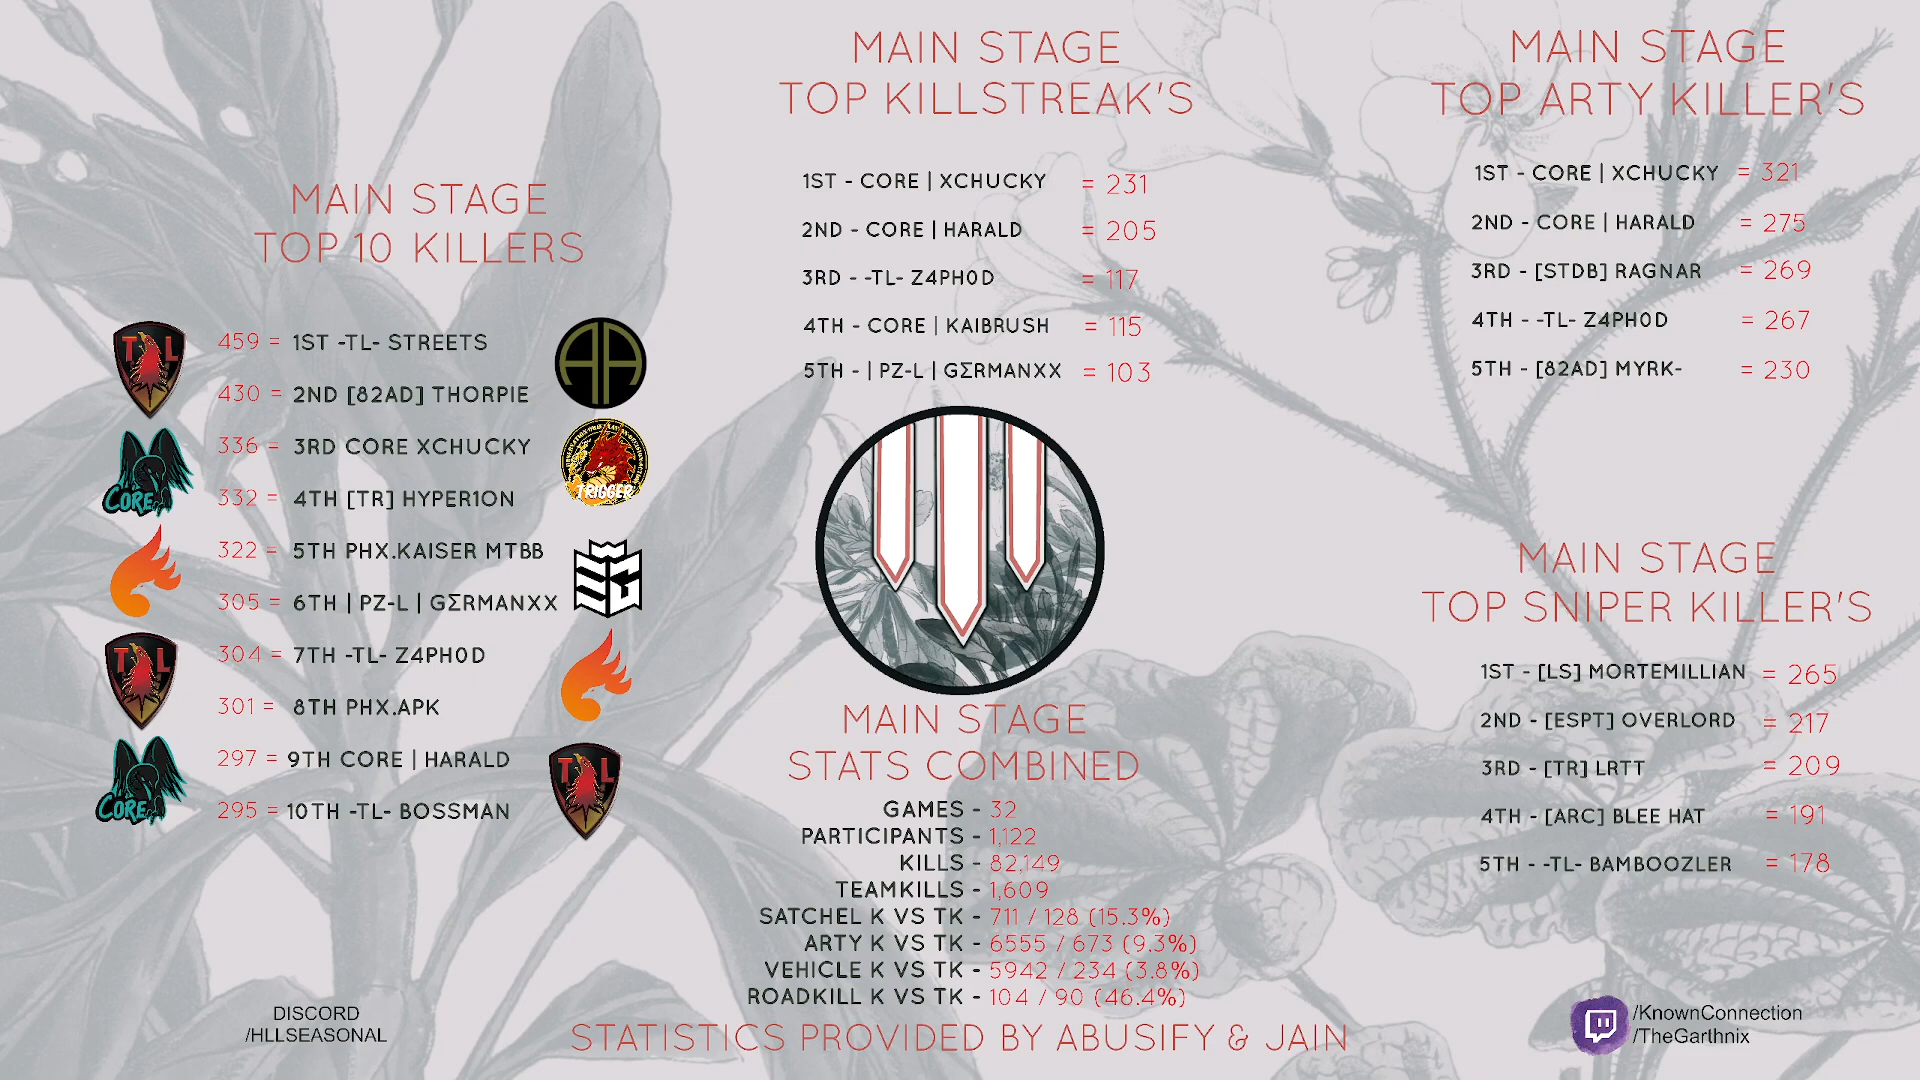 MAIN STAGE
TOP 10 KILLERS
459 = 1ST -TL- STREETS
430 = 2ND [82AD] THORPIE
336 = 3RD CORE XCHUCKY
332 = 4TH [TR] HYPER1ON
322 = 5TH PHX.KAISER MTBB
305 = 6TH | PZ-L | GΣRMANXX
304 = 7TH -TL- Z4PH0D
301 = 8TH PHX.APK
297 = 9TH CORE | HARALD
295 = 10TH -TL- BOSSMAN
TL
AA
CORE
TRIGGER
EG
TL
CORE
TL
DISCORD
/HLLSEASONAL
MAIN STAGE
TOP KILLSTREAK'S
1ST - CORE | XCHUCKY = 231
2ND - CORE | HARALD = 205
3RD - -TL- Z4PH0D = 117
4TH - CORE | KAIBRUSH = 115
5TH - | PZ-L | GΣRMANXX = 103
MAIN STAGE
STATS COMBINED
GAMES - 32
PARTICIPANTS - 1,122
KILLS - 82,149
TEAMKILLS - 1,609
SATCHEL K VS TK - 711 / 128 (15.3%)
ARTY K VS TK - 6555 / 673 (9.3%)
VEHICLE K VS TK - 5942 / 234 (3.8%)
ROADKILL K VS TK - 104 / 90 (46.4%)
STATISTICS PROVIDED BY ABUSIFY & JAIN
MAIN STAGE
TOP ARTY KILLER'S
1ST - CORE | XCHUCKY = 321
2ND - CORE | HARALD = 275
3RD - [STDB] RAGNAR = 269
4TH - -TL- Z4PH0D = 267
5TH - [82AD] MYRK- = 230
MAIN STAGE
TOP SNIPER KILLER'S
1ST - [LS] MORTEMILLIAN = 265
2ND - [ESPT] OVERLORD = 217
3RD - [TR] LRTT = 209
4TH - [ARC] BLEE HAT = 191
5TH - -TL- BAMBOOZLER = 178
/KnownConnection
/TheGarthnix